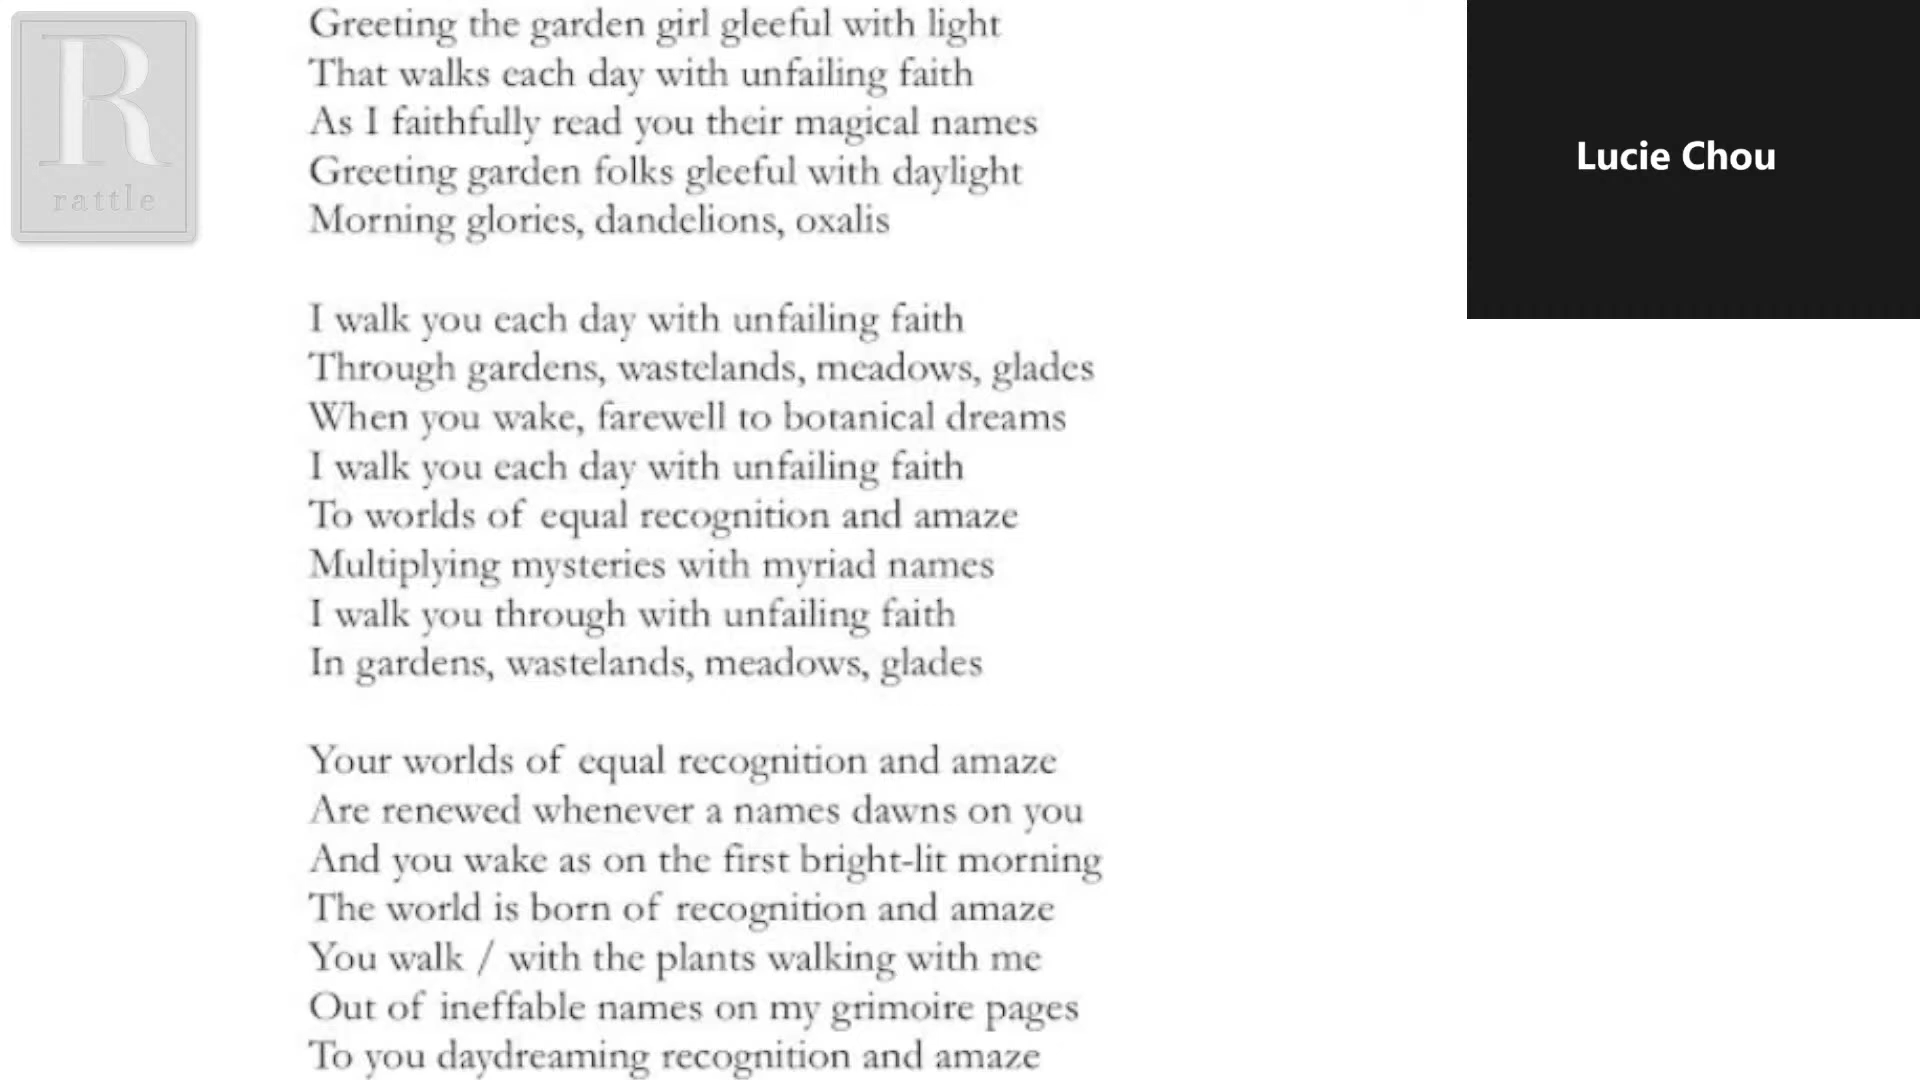 R
rattle
Greeting the garden girl gleeful with light
That walks each day with unfailing faith
As I faithfully read you their magical names
Greeting garden folks gleeful with daylight
Morning glories, dandelions, oxalis
I walk you each day with unfailing faith
Through gardens, wastelands, meadows, glades
When you wake, farewell to botanical dreams
I walk you each day with unfailing faith
To worlds of equal recognition and amaze
Multiplying mysteries with myriad names
I walk you through with unfailing faith
In gardens, wastelands, meadows, glades
Your worlds of equal recognition and amaze
Are renewed whenever a names dawns on you
And you wake as on the first bright-lit morning
The world is born of recognition and amaze
You walk / with the plants walking with me
Out of ineffable names on my grimoire pages
To you daydreaming recognition and amaze
Lucie Chou